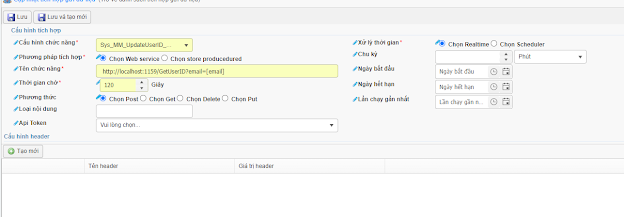 Lưu Lưu và tạo mới
Cấu hình tích hợp
Cấu hình chức năng* Sys_MM_UpdateUserID_...
Phương pháp tích hợp* Chọn Web service Chọn store producedured
Tên chức năng* http://localhost:1159/GetUserID?email=[email]
Thời gian chờ* 120 Giây
Phương thức Chọn Post Chọn Get Chọn Delete Chọn Put
Loại nội dung
Api Token Vui lòng chọn...
Xử lý thời gian* Chọn Realtime Chọn Scheduler
Chu kỳ Phút
Ngày bắt đầu Ngày bắt đầu
Ngày hết hạn Ngày hết hạn
Lần chạy gần nhất Lần chạy gần n...
Cấu hình header
Tạo mới
Tên header Giá trị header